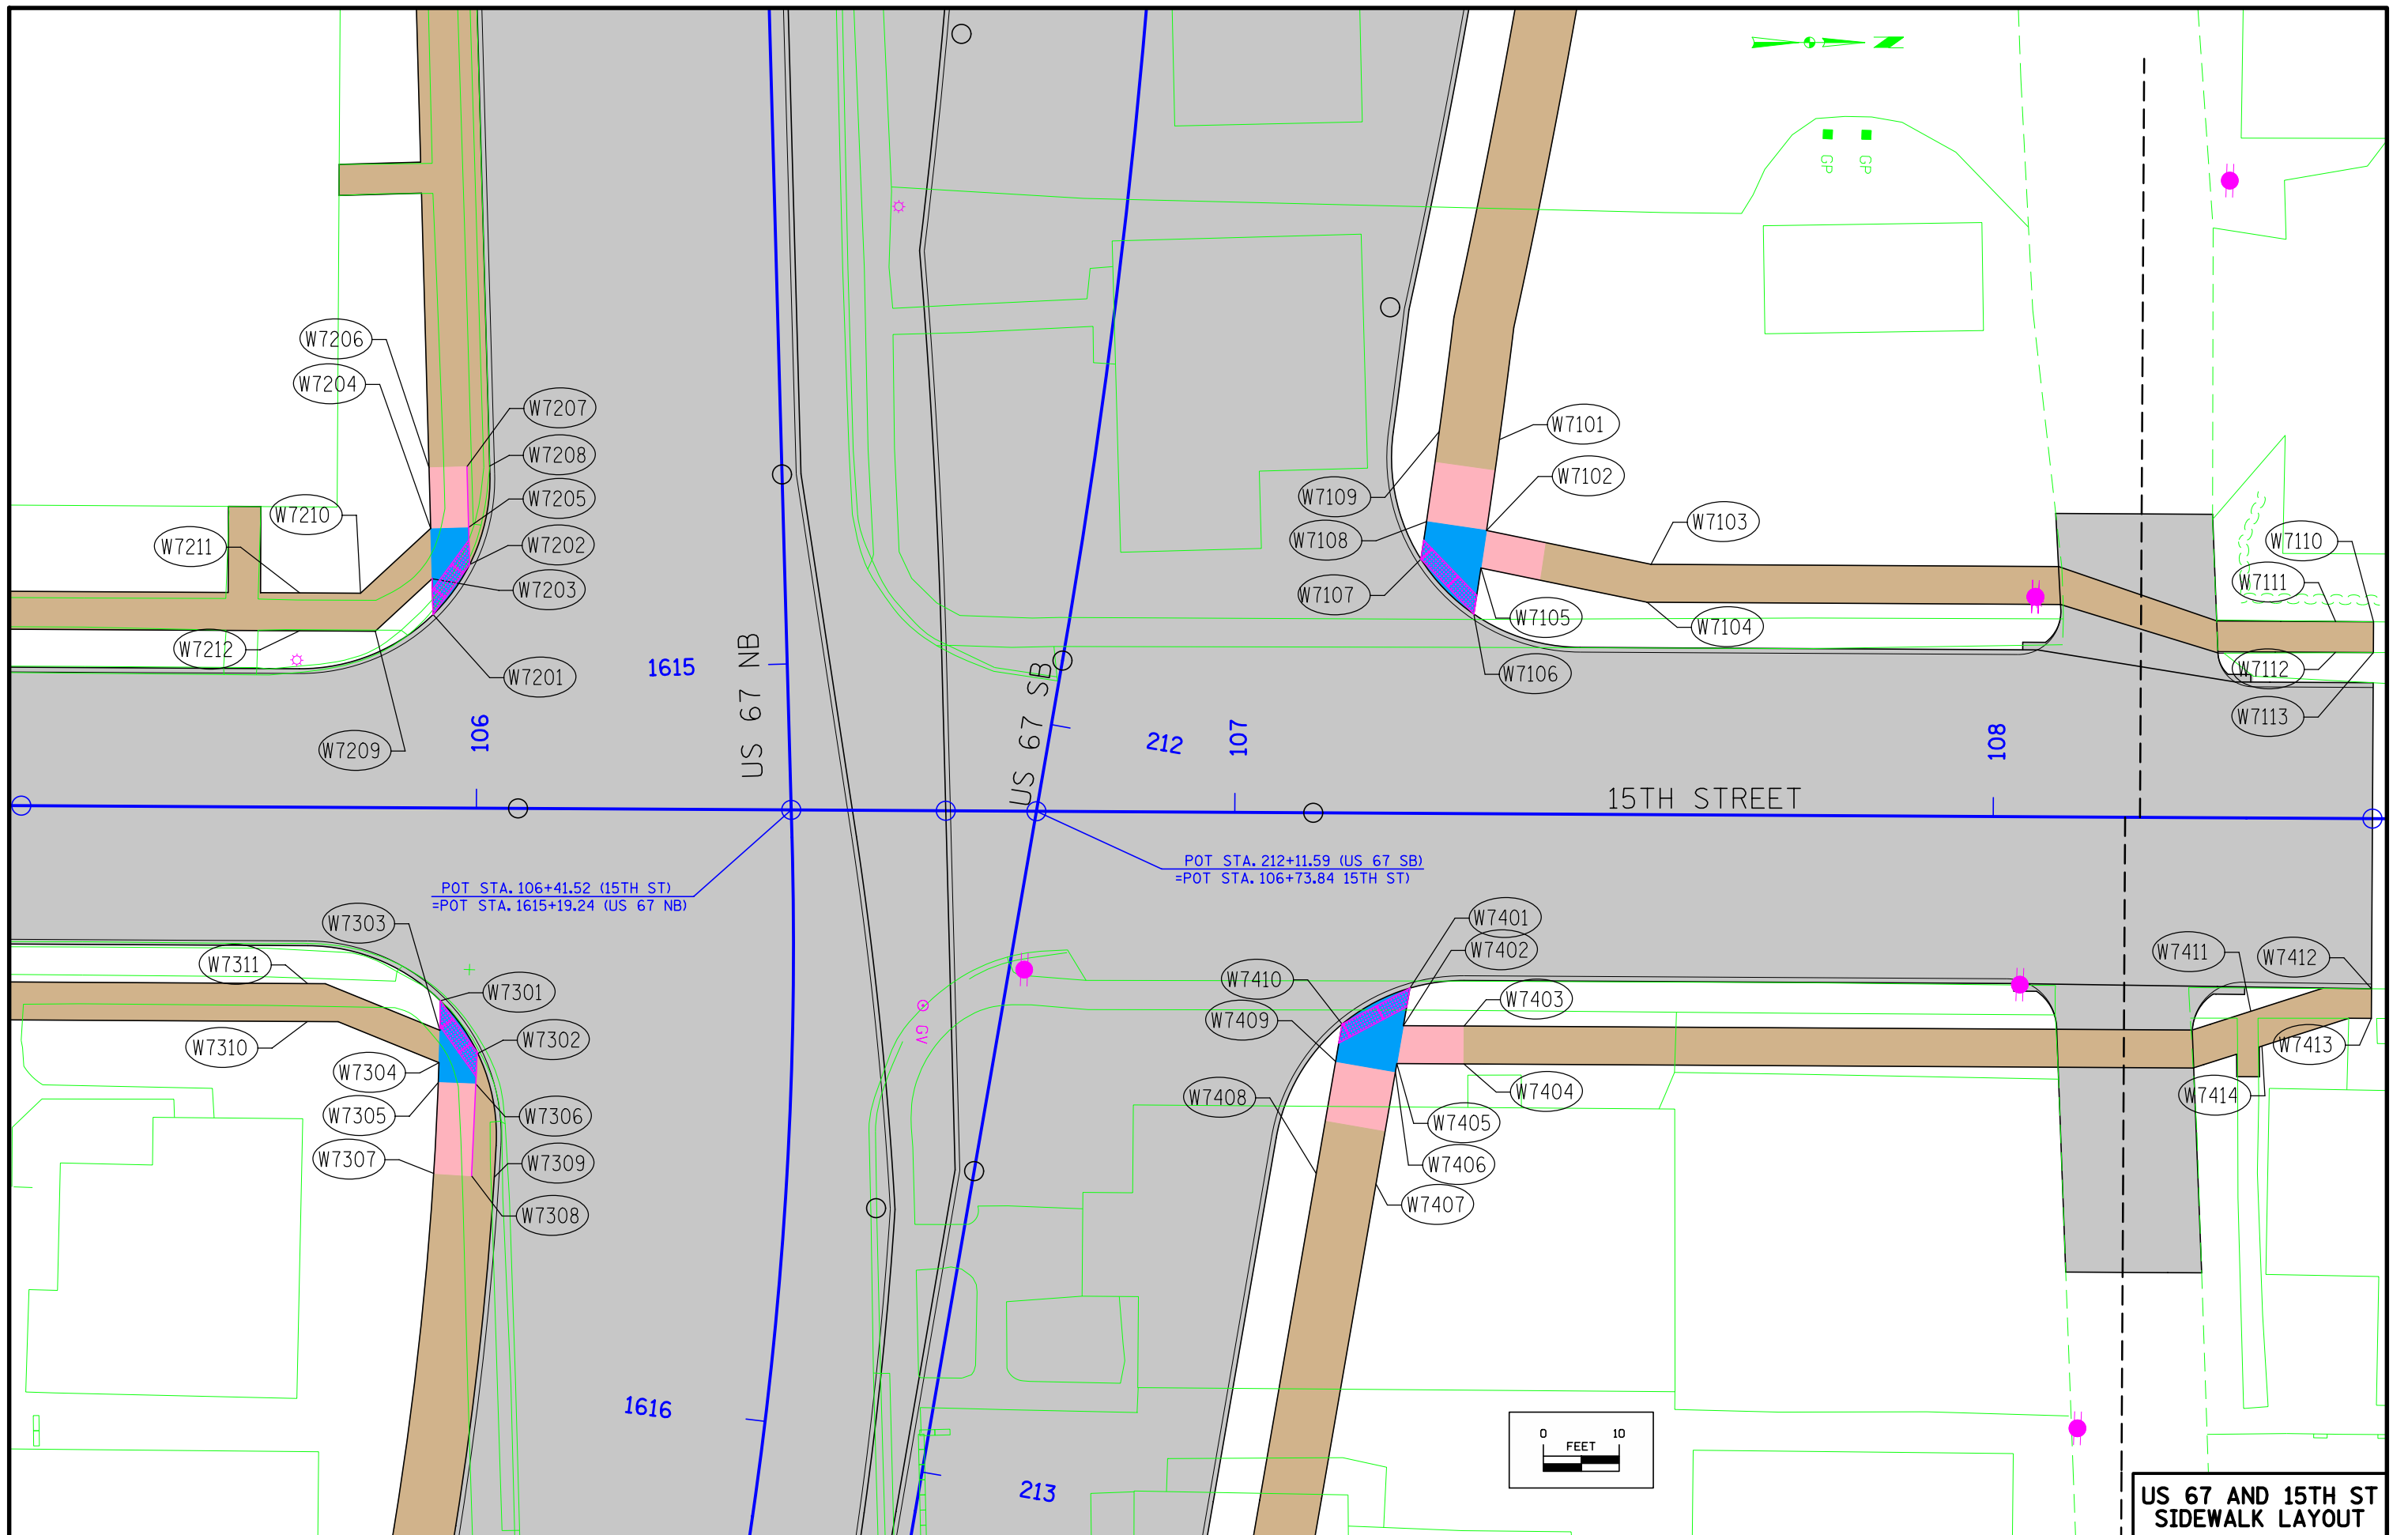 GP
GP
W7206
W7204
W7207
W7208
W7205
W7202
W7203
W7210
W7211
W7212
W7201
W7209
W7101
W7102
W7109
W7103
W7108
W7107
W7105
W7104
W7106
W7110
W7111
W7112
W7113
1615
106
US 67 NB
US 67 SB
212
107
108
15TH STREET
POT STA. 106+41.52 (15TH ST)
=POT STA. 1615+19.24 (US 67 NB)
POT STA. 212+11.59 (US 67 SB)
=POT STA. 106+73.84 15TH ST)
W7303
W7311
W7301
W7302
W7310
W7304
W7305
W7306
W7307
W7309
W7308
GV
W7401
W7402
W7410
W7403
W7409
W7408
W7404
W7405
W7406
W7407
W7411
W7412
W7413
W7414
1616
213
0 10
FEET
US 67 AND 15TH ST
SIDEWALK LAYOUT